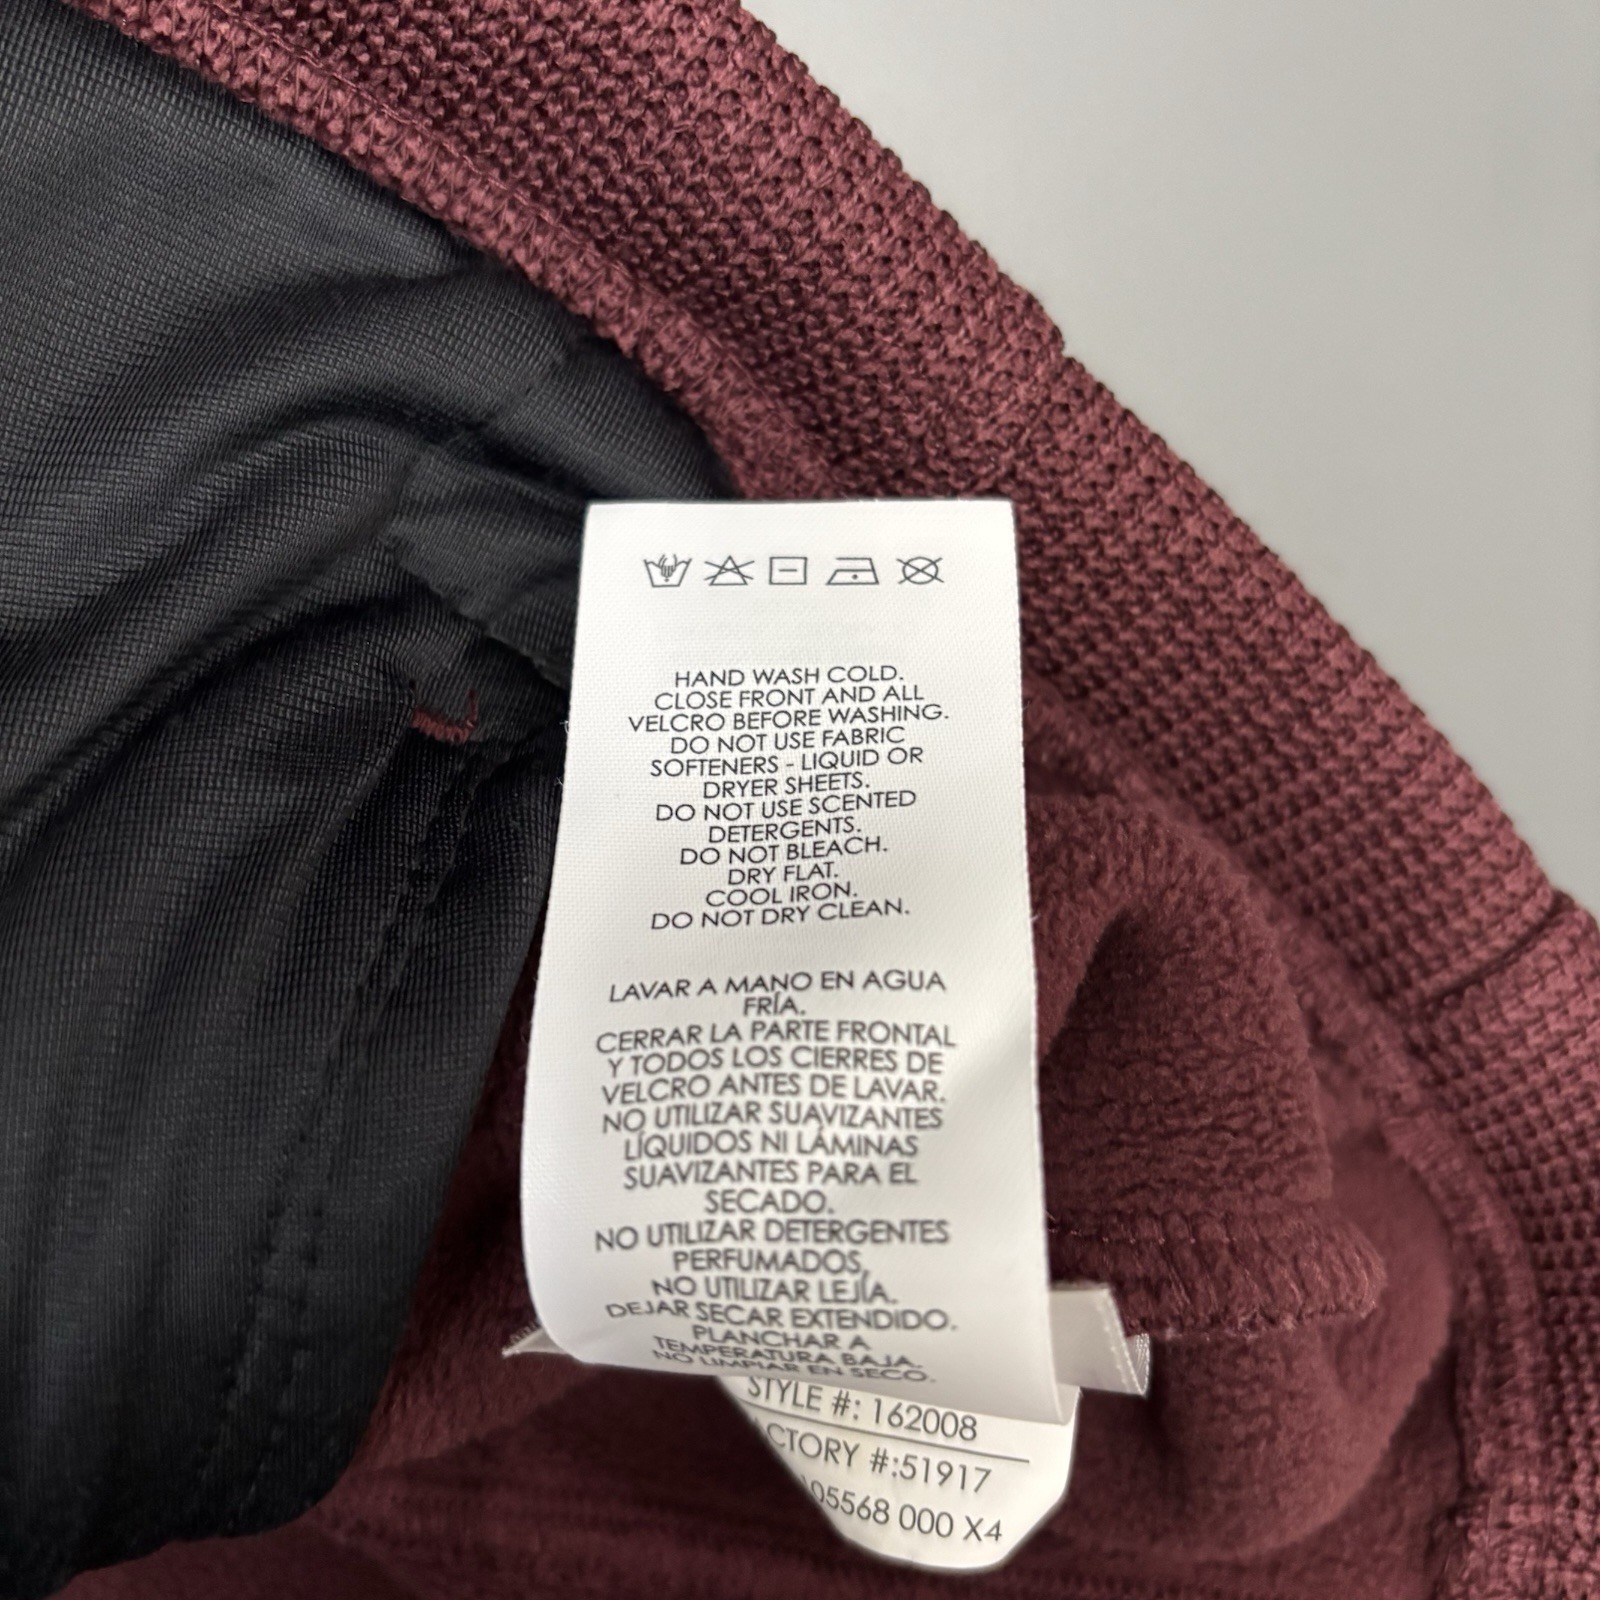 HAND WASH COLD.
CLOSE FRONT AND ALL
VELCRO BEFORE WASHING.
DO NOT USE FABRIC
SOFTENERS - LIQUID OR
DRYER SHEETS.
DO NOT USE SCENTED
DETERGENTS.
DO NOT BLEACH.
DRY FLAT.
COOL IRON.
DO NOT DRY CLEAN.
LAVAR A MANO EN AGUA
FRÍA.
CERRAR LA PARTE FRONTAL
Y TODOS LOS CIERRES DE
VELCRO ANTES DE LAVAR.
NO UTILIZAR SUAVIZANTES
LÍQUIDOS NI LÁMINAS
SUAVIZANTES PARA EL
SECADO.
NO UTILIZAR DETERGENTES
PERFUMADOS.
NO UTILIZAR LEJÍA.
DEJAR SECAR EXTENDIDO.
PLANCHAR A
TEMPERATURA BAJA.
NO LIMPIAR EN SECO.
STYLE #: 162008
ACTORY #:51917
05568 000 X4